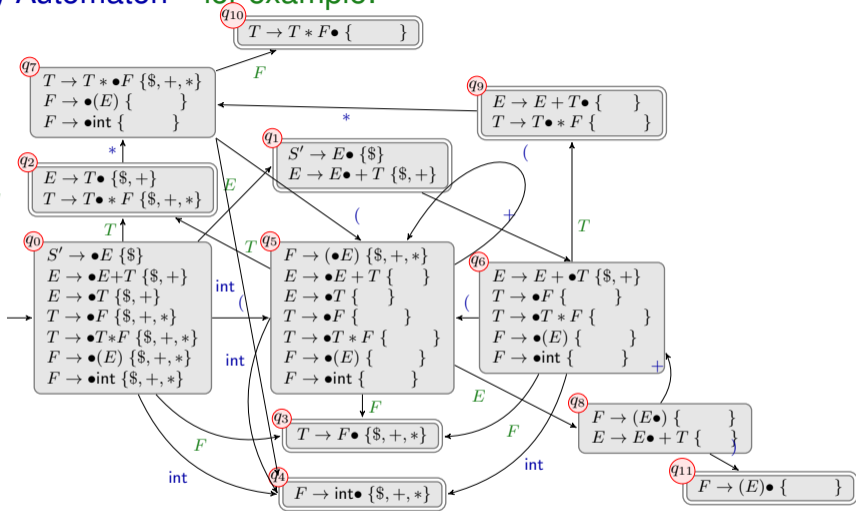 y Automaton - ler example.
q10
T → T ∗ F• { }
q7
T → T ∗ •F {$, +, ∗}
F → •(E) { }
F → •int { }
F
q9
E → E + T• { }
T → T• ∗ F { }
∗
q1
S′ → E• {$}
E → E• + T {$, +}
(
∗
q2
E → T• {$, +}
T → T• ∗ F {$, +, ∗}
E
(
+
T
T
T
q0
S′ → •E {$}
E → •E+T {$, +}
E → •T {$, +}
T → •F {$, +, ∗}
T → •T∗F {$, +, ∗}
F → •(E) {$, +, ∗}
F → •int {$, +, ∗}
int
(
int
q5
F → (•E) {$, +, ∗}
E → •E + T { }
E → •T { }
T → •F { }
T → •T ∗ F { }
F → •(E) { }
F → •int { }
(
q6
E → E + •T {$, +}
T → •F { }
T → •T ∗ F { }
F → •(E) { }
F → •int { }
+
E
F
q8
F → (E•) { }
E → E• + T { }
)
q3
T → F• {$, +, ∗}
F
F
int
int
q4
F → int• {$, +, ∗}
q11
F → (E)• { }